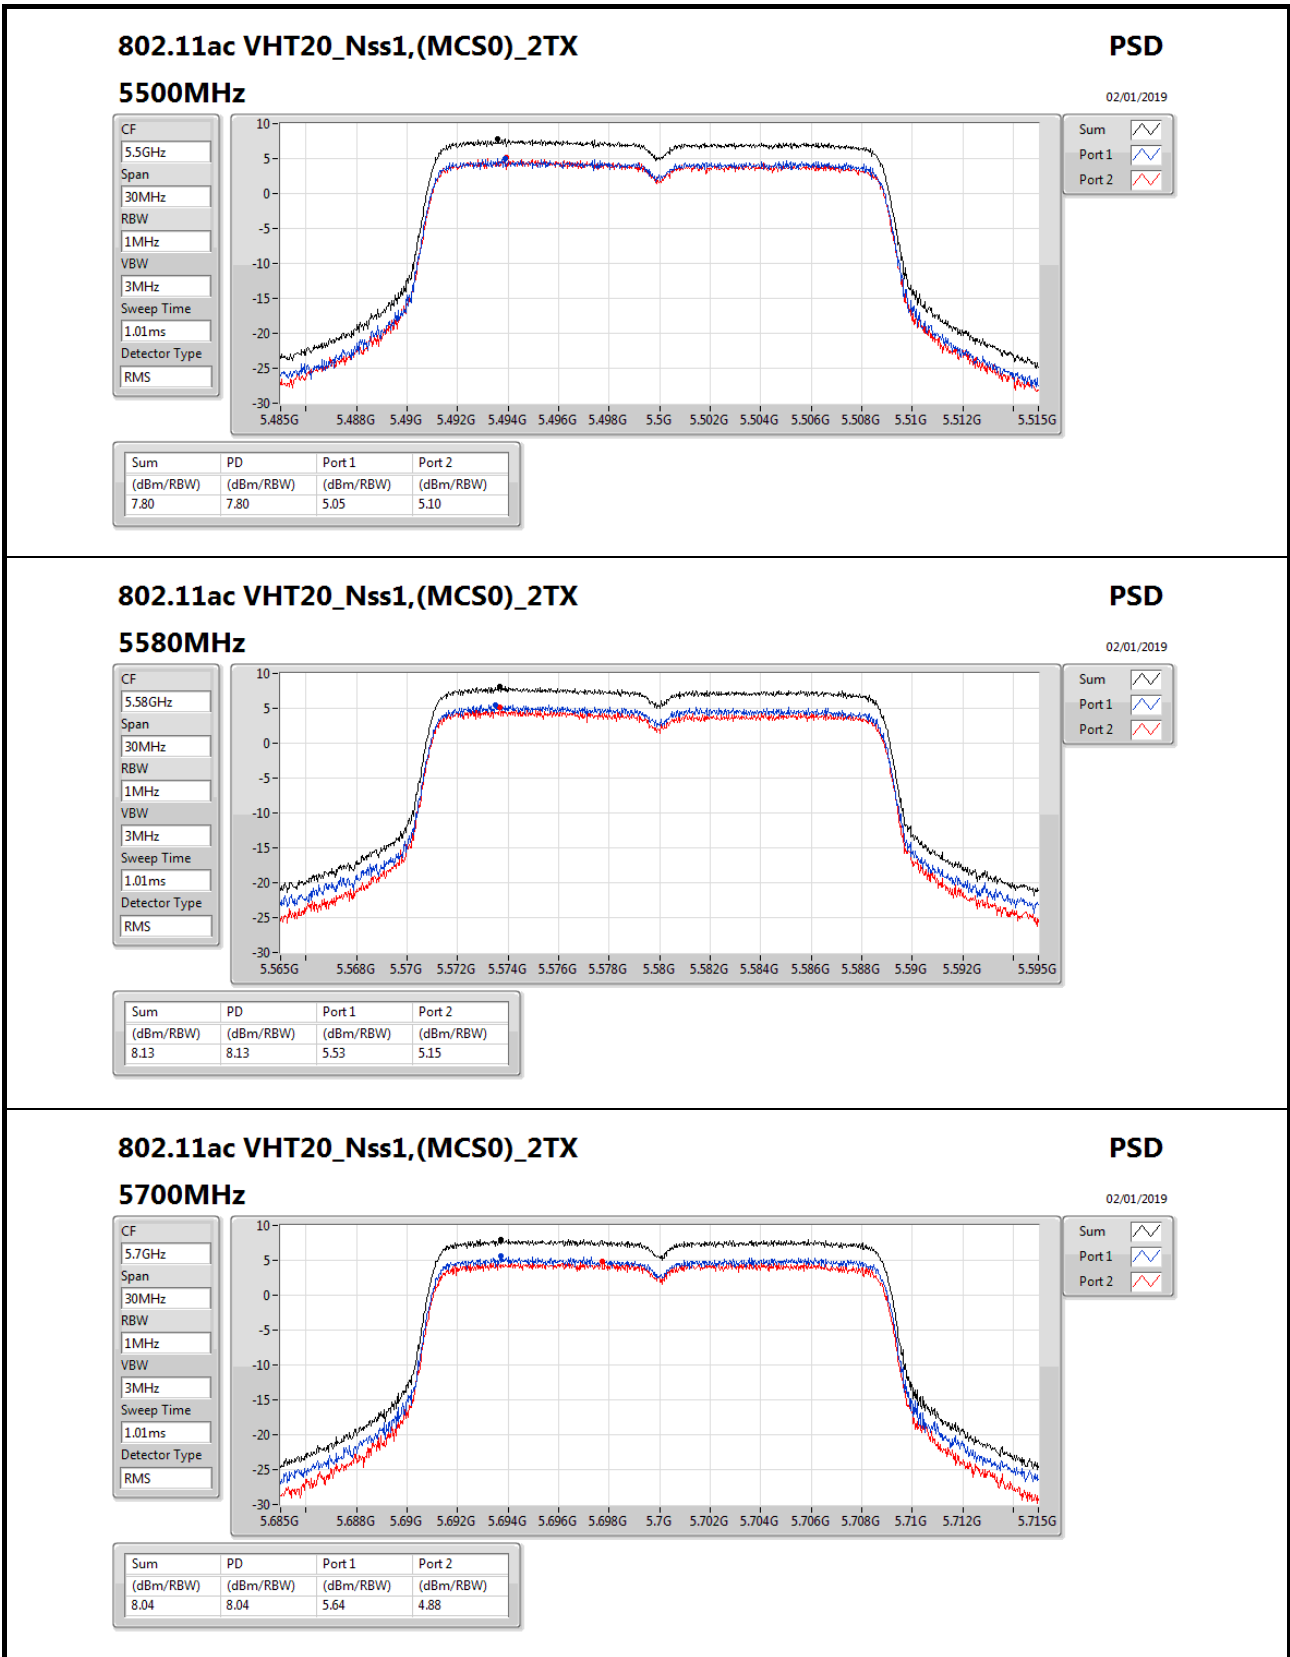 802.11ac VHT20_Nss1,(MCS0)_2TX PSD
5500MHz 02/01/2019
CF
5.5GHz
Span
30MHz
RBW
1MHz
VBW
3MHz
Sweep Time
1.01ms
Detector Type
RMS
10
5
0
-5
-10
-15
-20
-25
-30
5.485G 5.488G 5.49G 5.492G 5.494G 5.496G 5.498G 5.5G 5.502G 5.504G 5.506G 5.508G 5.51G 5.512G 5.515G
Sum
Port 1
Port 2
Sum PD Port 1 Port 2
(dBm/RBW) (dBm/RBW) (dBm/RBW) (dBm/RBW)
7.80 7.80 5.05 5.10
802.11ac VHT20_Nss1,(MCS0)_2TX PSD
5580MHz 02/01/2019
CF
5.58GHz
Span
30MHz
RBW
1MHz
VBW
3MHz
Sweep Time
1.01ms
Detector Type
RMS
10
5
0
-5
-10
-15
-20
-25
-30
5.565G 5.568G 5.57G 5.572G 5.574G 5.576G 5.578G 5.58G 5.582G 5.584G 5.586G 5.588G 5.59G 5.592G 5.595G
Sum
Port 1
Port 2
Sum PD Port 1 Port 2
(dBm/RBW) (dBm/RBW) (dBm/RBW) (dBm/RBW)
8.13 8.13 5.53 5.15
802.11ac VHT20_Nss1,(MCS0)_2TX PSD
5700MHz 02/01/2019
CF
5.7GHz
Span
30MHz
RBW
1MHz
VBW
3MHz
Sweep Time
1.01ms
Detector Type
RMS
10
5
0
-5
-10
-15
-20
-25
-30
5.685G 5.688G 5.69G 5.692G 5.694G 5.696G 5.698G 5.7G 5.702G 5.704G 5.706G 5.708G 5.71G 5.712G 5.715G
Sum
Port 1
Port 2
Sum PD Port 1 Port 2
(dBm/RBW) (dBm/RBW) (dBm/RBW) (dBm/RBW)
8.04 8.04 5.64 4.88